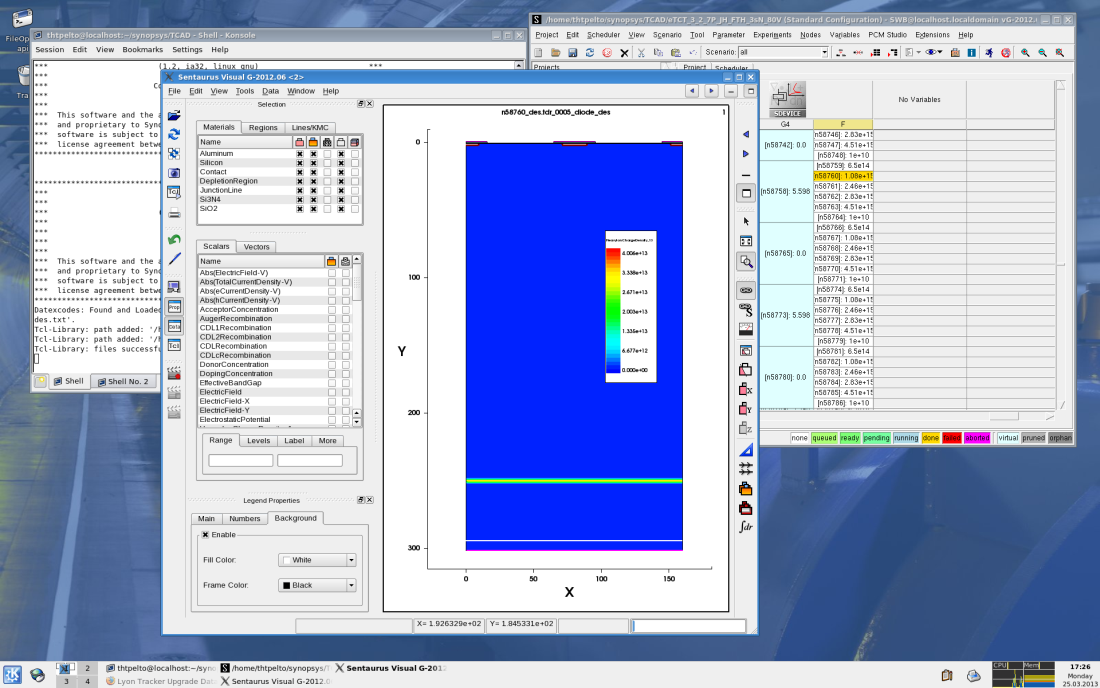 /home/thtpelto/synopsys/TCAD/eTCT_3_2_7P_JH_FTH_3sN_80V (Standard Configuration) - SWB@localhost.localdomain
Project Edit Scheduler View Scenario Tool Parameter Experiments Nodes Variables PCM Studio Extensions Help
Scenario: all
Projects Project Scheduler
thtpelto@localhost:~/synopsys/TCAD - Shell - Konsole
Session Edit View Bookmarks Settings Help
*** (1.2, ia32, linux gnu) ***
***
*** This software and the a
*** and proprietary to Syno
*** software is subject to
*** license agreement betwe
***
***
***
***
***
*** This software and the a
*** and proprietary to Syno
*** software is subject to
*** license agreement betwe
Datexcodes: Found and Loade
des.txt'.
Tcl-Library: path added: '/h
Tcl-Library: path added: '/h
Tcl-Library: files successfu
Shell
Shell No. 2
Sentaurus Visual G-2012.06 <2>
File Edit View Tools Data Window Help
Selection
Materials Regions Lines/KMC
Name
Aluminum
Silicon
Contact
DepletionRegion
JunctionLine
Si3N4
SiO2
Scalars Vectors
Name
Abs(ElectricField-V)
Abs(TotalCurrentDensity-V)
Abs(eCurrentDensity-V)
Abs(hCurrentDensity-V)
AcceptorConcentration
AugerRecombination
CDL1Recombination
CDL2Recombination
CDLRecombination
CDLcRecombination
DonorConcentration
DopingConcentration
EffectiveBandGap
ElectricField
ElectricField-X
ElectricField-Y
ElectrostaticPotential
Range Levels Label More
Legend Properties
Main Numbers Background
Enable
Fill Color: White
Frame Color: Black
Prop
Data
Tcl
n58760_des.tdr_0005_diode_des
1
0
100
200
300
Y
0 50 100 150
X
4.006e+13
3.338e+13
2.671e+13
2.003e+13
1.335e+13
6.677e+12
0.000e+00
X= 1.926329e+02
Y= 1.845331e+02
∫dr
SDEVICE
No Variables
G4 F
[n58742]: 0.0
[n58746]: 2.83e+15
[n58747]: 4.51e+15
[n58748]: 1e+10
[n58758]: 5.598
[n58759]: 6.5e14
[n58760]: 1.08e+15
[n58761]: 2.46e+15
[n58762]: 2.83e+15
[n58763]: 4.51e+15
[n58764]: 1e+10
[n58765]: 0.0
[n58766]: 6.5e14
[n58767]: 1.08e+15
[n58768]: 2.46e+15
[n58769]: 2.83e+15
[n58770]: 4.51e+15
[n58771]: 1e+10
[n58773]: 5.598
[n58774]: 6.5e14
[n58775]: 1.08e+15
[n58776]: 2.46e+15
[n58777]: 2.83e+15
[n58778]: 4.51e+15
[n58779]: 1e+10
[n58780]: 0.0
[n58781]: 6.5e14
[n58782]: 1.08e+15
[n58783]: 2.46e+15
[n58784]: 2.83e+15
[n58785]: 4.51e+15
[n58786]: 1e+10
none queued ready pending running done failed aborted virtual pruned orphan
1 2
3 4
thtpelto@localhost:~/syno
/home/thtpelto/synopsys/T
Sentaurus Visual G-2012
Lyon Tracker Upgrade Dat
Sentaurus Visual G-2012.0
CPU Mem
17:26
Monday
25.03.2013